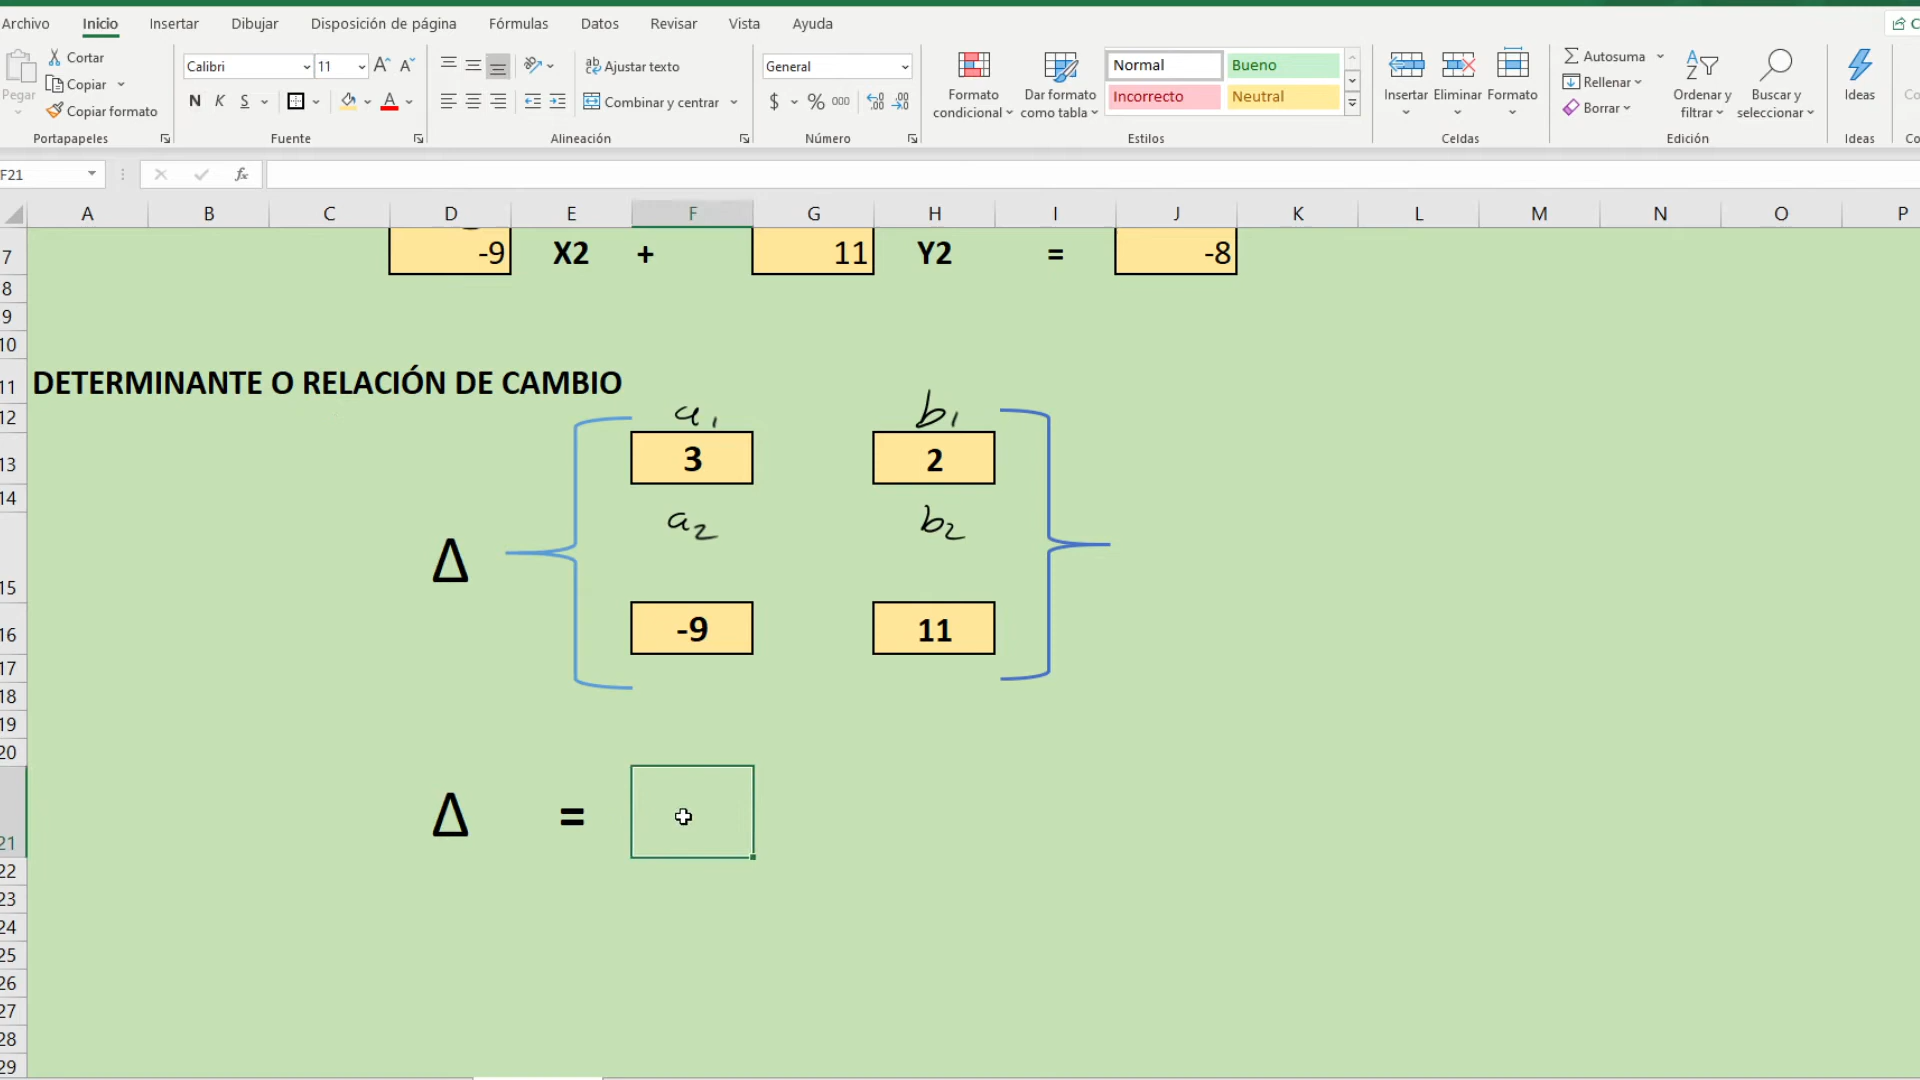 Archivo Inicio Insertar Dibujar Disposición de página Fórmulas Datos Revisar Vista Ayuda
Pegar
Cortar
Copiar
Copiar formato
Portapapeles
Calibri 11
N K S
Fuente
Ajustar texto
Combinar y centrar
Alineación
General
$ % 000
Número
Formato condicional
Dar formato como tabla
Normal Bueno
Incorrecto Neutral
Estilos
Insertar Eliminar Formato
Celdas
Autosuma
Rellenar
Borrar
Ordenar y filtrar
Buscar y seleccionar
Edición
Ideas
Ideas
F21 fx
A B C D E F G H I J K L M N O P
7 -9 X2 + 11 Y2 = -8
8
9
10
11 DETERMINANTE O RELACIÓN DE CAMBIO
12 a1 b1
13 3 2
14 a2 b2
15 Δ
16 -9 11
17
18
19
20
21 Δ =
22
23
24
25
26
27
28
29